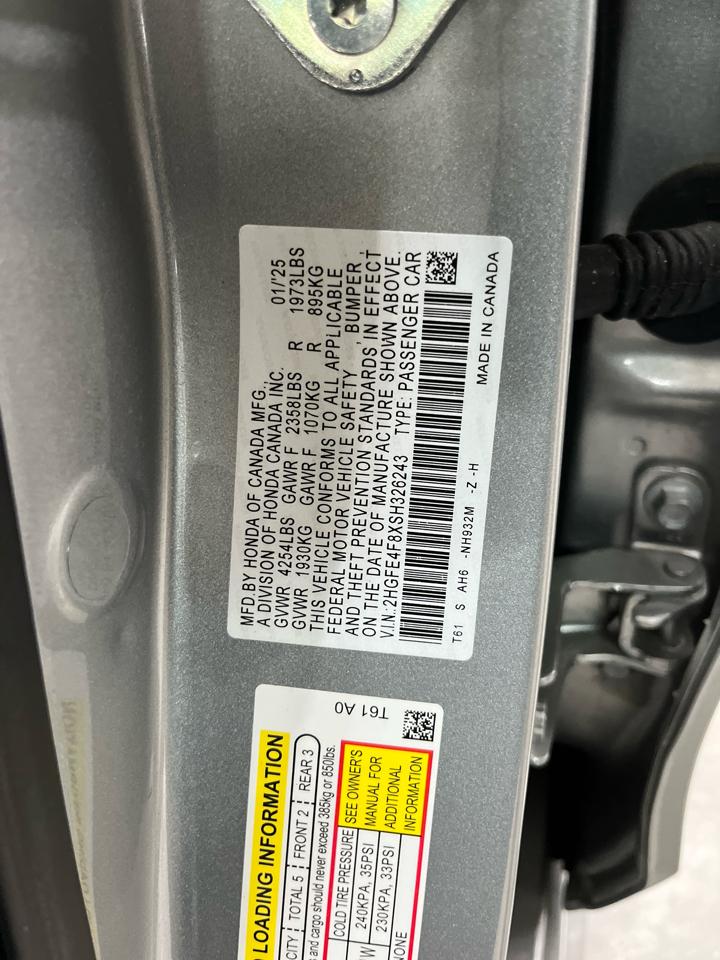 MFD.BY HONDA OF CANADA MFG.,
A DIVISION OF HONDA CANADA INC. 01/'25
GVWR 4254LBS GAWR F 2358LBS R 1973LBS
GVWR 1930KG GAWR F 1070KG R 895KG
THIS VEHICLE CONFORMS TO ALL APPLICABLE
FEDERAL MOTOR VEHICLE SAFETY, BUMPER,
AND THEFT PREVENTION STANDARDS IN EFFECT
ON THE DATE OF MANUFACTURE SHOWN ABOVE.
V.I.N.:2HGFE4F8XSH326243 TYPE: PASSENGER CAR
T61 S AH6 -NH932M -Z -H
MADE IN CANADA
T61 A0
LOADING INFORMATION
TOTAL 5 FRONT 2 REAR 3
and cargo should never exceed 385kg or 850lbs.
COLD TIRE PRESSURE
240KPA, 35PSI
230KPA, 33PSI
NONE
SEE OWNER'S
MANUAL FOR
ADDITIONAL
INFORMATION